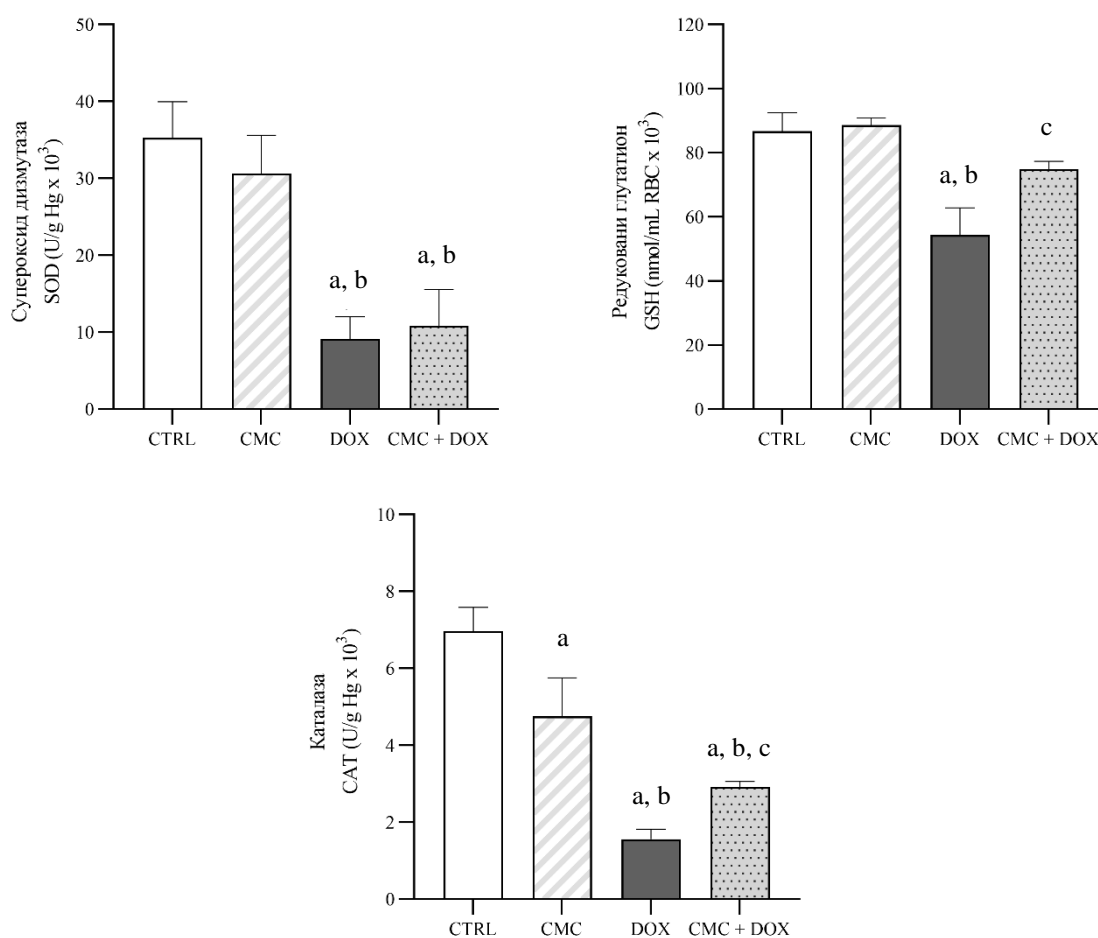 Супероксид дизмутаза
SOD (U/g Hg x 10³)
50
40
30
20
10
0
a, b
a, b
CTRL
CMC
DOX
CMC + DOX
Редуковани глутатион
GSH (nmol/mL RBC x 10³)
120
100
80
60
40
20
0
a, b
c
CTRL
CMC
DOX
CMC + DOX
Каталаза
CAT (U/g Hg x 10³)
10
8
6
4
2
0
a
a, b
a, b, c
CTRL
CMC
DOX
CMC + DOX